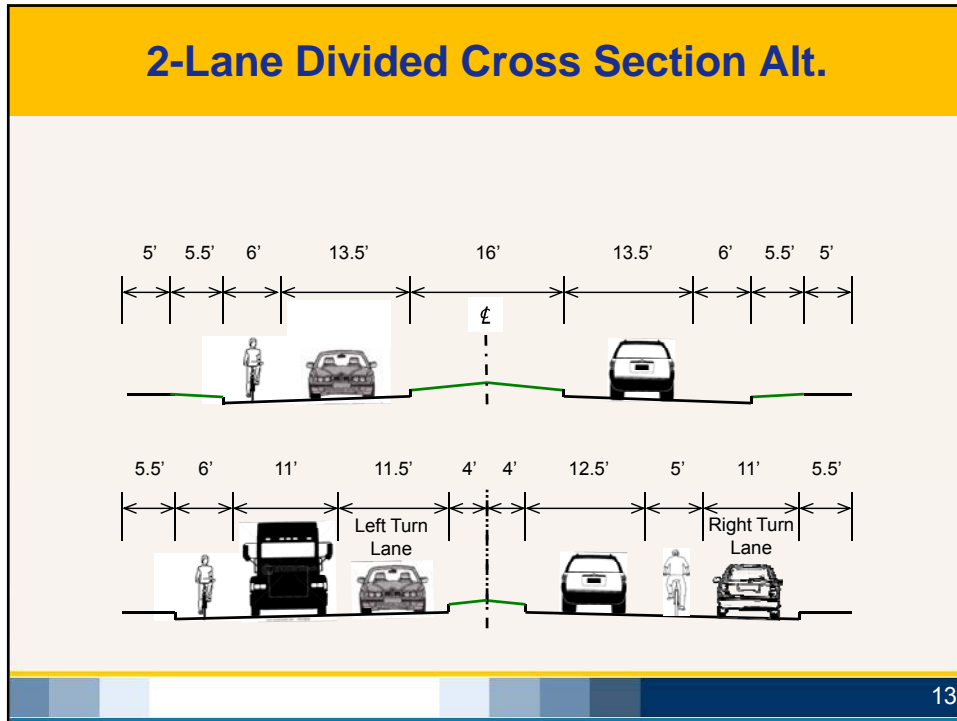 2-Lane Divided Cross Section Alt.
5’ 5.5’ 6’ 13.5’ 16’ 13.5’ 6’ 5.5’ 5’
℄
5.5’ 6’ 11’ 11.5’ 4’ 4’ 12.5’ 5’ 11’ 5.5’
Left Turn
Lane
Right Turn
Lane
13